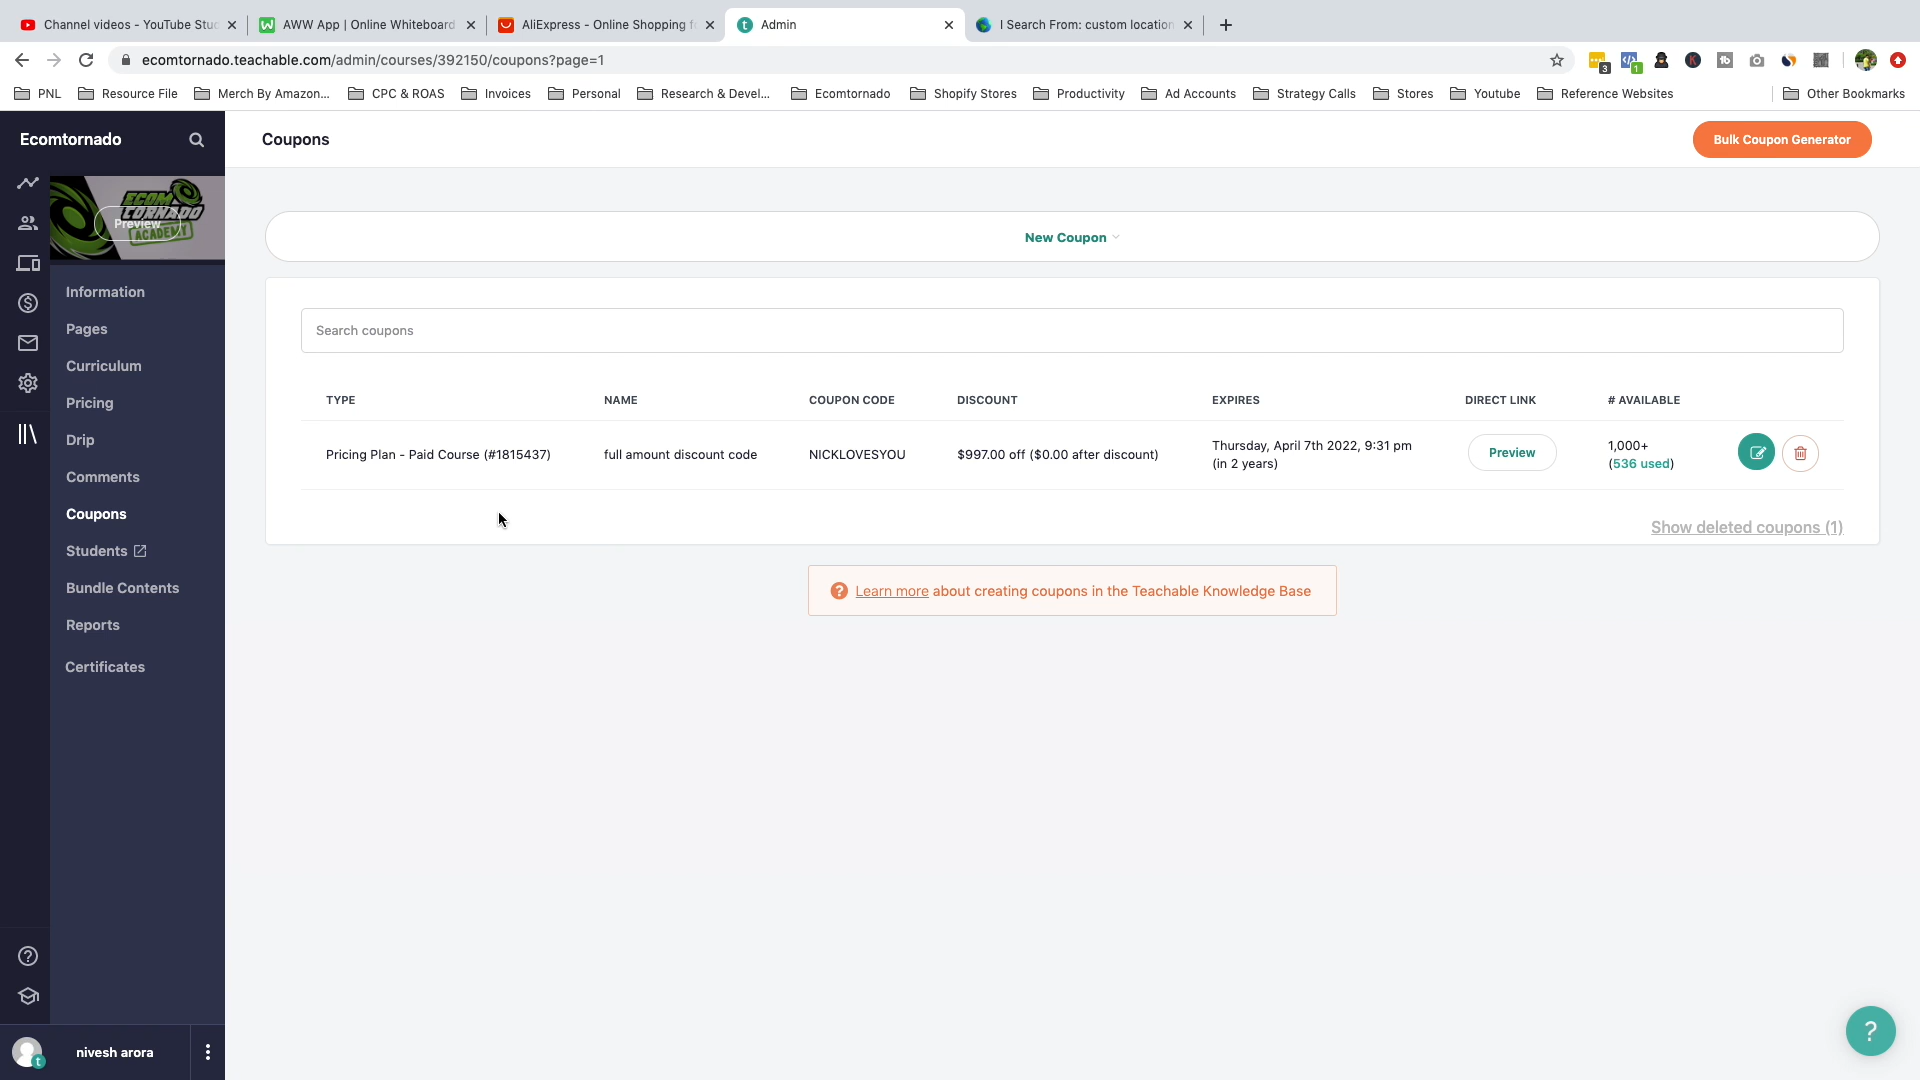 Channel videos - YouTube Stu
AWW App | Online Whiteboard
AliExpress - Online Shopping f
Admin
I Search From: custom location
ecomtornado.teachable.com/admin/courses/392150/coupons?page=1
3
1
PNL
Resource File
Merch By Amazon...
CPC & ROAS
Invoices
Personal
Research & Devel...
Ecomtornado
Shopify Stores
Productivity
Ad Accounts
Strategy Calls
Stores
Youtube
Reference Websites
Other Bookmarks
Ecomtornado
Coupons
Bulk Coupon Generator
ECOM
TORNADO
ACADEMY
Preview
New Coupon
Search coupons
Information
Pages
Curriculum
Pricing
Drip
Comments
Coupons
Students
Bundle Contents
Reports
Certificates
TYPE NAME COUPON CODE DISCOUNT EXPIRES DIRECT LINK # AVAILABLE
Pricing Plan - Paid Course (#1815437) full amount discount code NICKLOVESYOU $997.00 off ($0.00 after discount) Thursday, April 7th 2022, 9:31 pm Preview 1,000+
(in 2 years) (536 used)
Show deleted coupons (1)
? Learn more about creating coupons in the Teachable Knowledge Base
nivesh arora
t
?